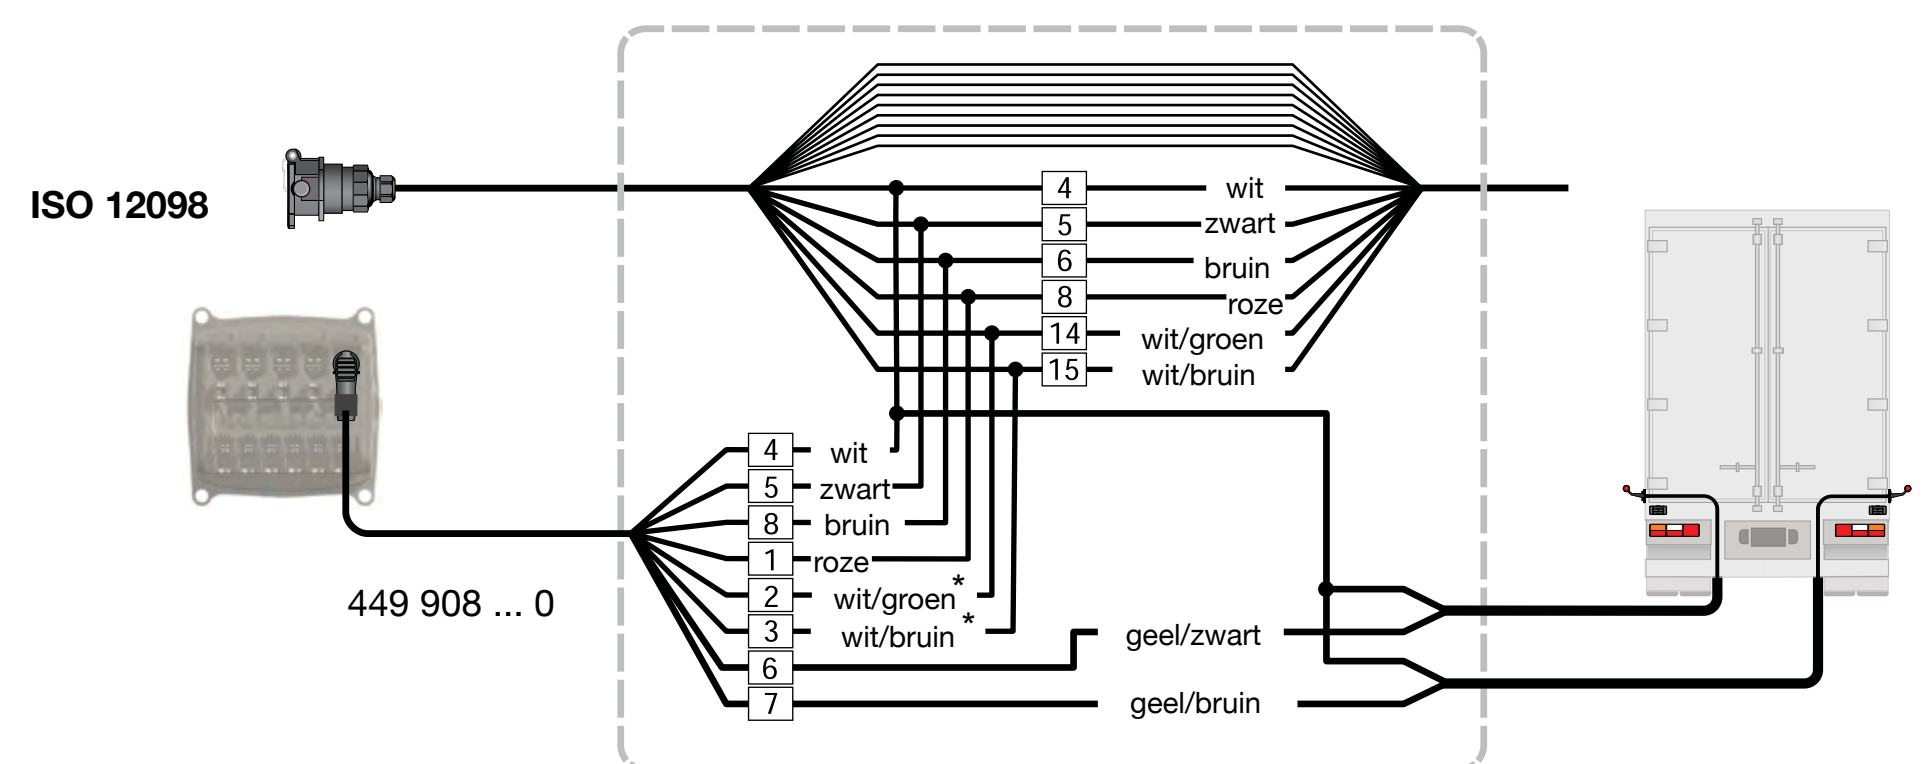 ISO 12098
4 wit
5 zwart
6 bruin
8 roze
14 wit/groen
15 wit/bruin
4 wit
5 zwart
8 bruin
1 roze
2 wit/groen*
3 wit/bruin*
6 geel/zwart
7 geel/bruin
449 908 ... 0